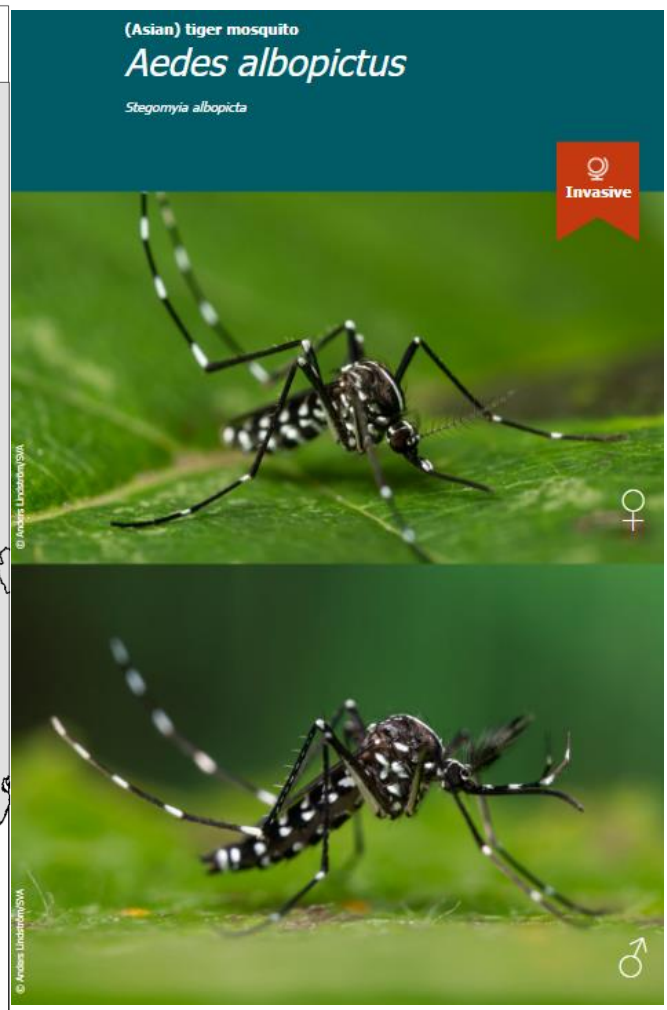 (Asian) tiger mosquito
Aedes albopictus
Stegomyia albopicta
Invasive
© Anders Lindström/SVA
♀
© Anders Lindström/SVA
♂